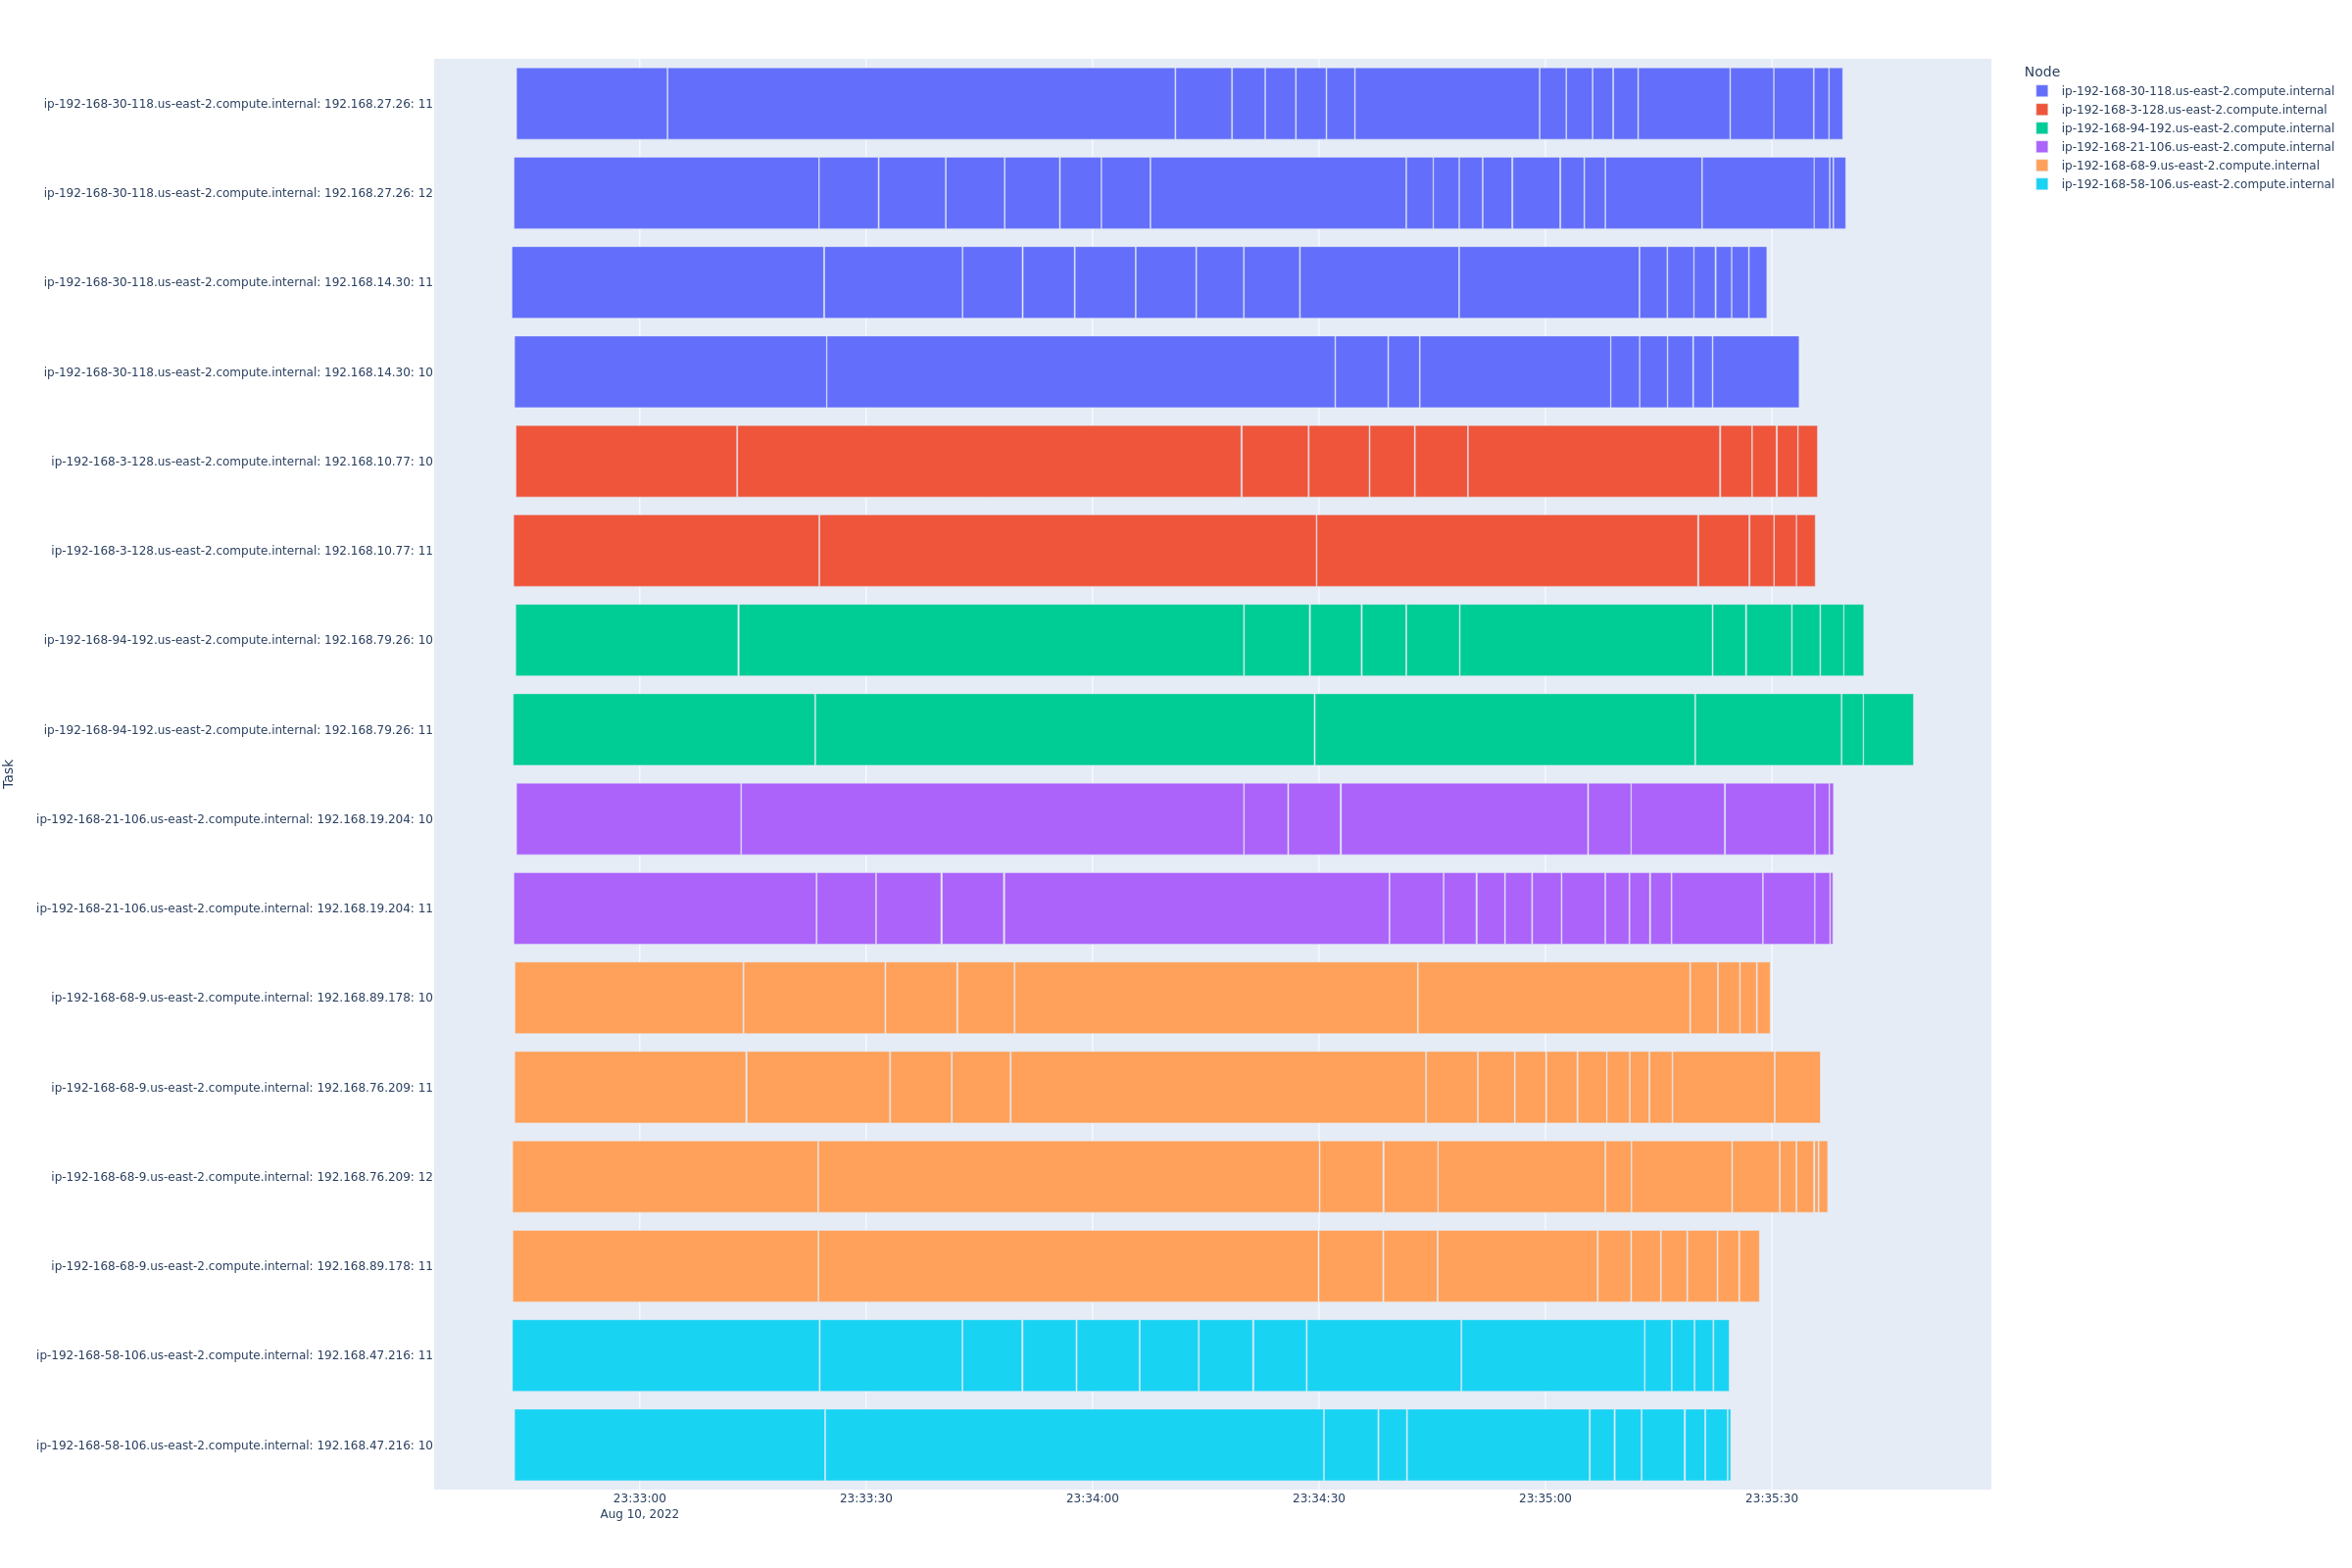 Node
ip-192-168-30-118.us-east-2.compute.internal
ip-192-168-3-128.us-east-2.compute.internal
ip-192-168-94-192.us-east-2.compute.internal
ip-192-168-21-106.us-east-2.compute.internal
ip-192-168-68-9.us-east-2.compute.internal
ip-192-168-58-106.us-east-2.compute.internal
Task
ip-192-168-30-118.us-east-2.compute.internal: 192.168.27.26: 11
ip-192-168-30-118.us-east-2.compute.internal: 192.168.27.26: 12
ip-192-168-30-118.us-east-2.compute.internal: 192.168.14.30: 11
ip-192-168-30-118.us-east-2.compute.internal: 192.168.14.30: 10
ip-192-168-3-128.us-east-2.compute.internal: 192.168.10.77: 10
ip-192-168-3-128.us-east-2.compute.internal: 192.168.10.77: 11
ip-192-168-94-192.us-east-2.compute.internal: 192.168.79.26: 10
ip-192-168-94-192.us-east-2.compute.internal: 192.168.79.26: 11
ip-192-168-21-106.us-east-2.compute.internal: 192.168.19.204: 10
ip-192-168-21-106.us-east-2.compute.internal: 192.168.19.204: 11
ip-192-168-68-9.us-east-2.compute.internal: 192.168.89.178: 10
ip-192-168-68-9.us-east-2.compute.internal: 192.168.76.209: 11
ip-192-168-68-9.us-east-2.compute.internal: 192.168.76.209: 12
ip-192-168-68-9.us-east-2.compute.internal: 192.168.89.178: 11
ip-192-168-58-106.us-east-2.compute.internal: 192.168.47.216: 11
ip-192-168-58-106.us-east-2.compute.internal: 192.168.47.216: 10
23:33:00 23:33:30 23:34:00 23:34:30 23:35:00 23:35:30
Aug 10, 2022